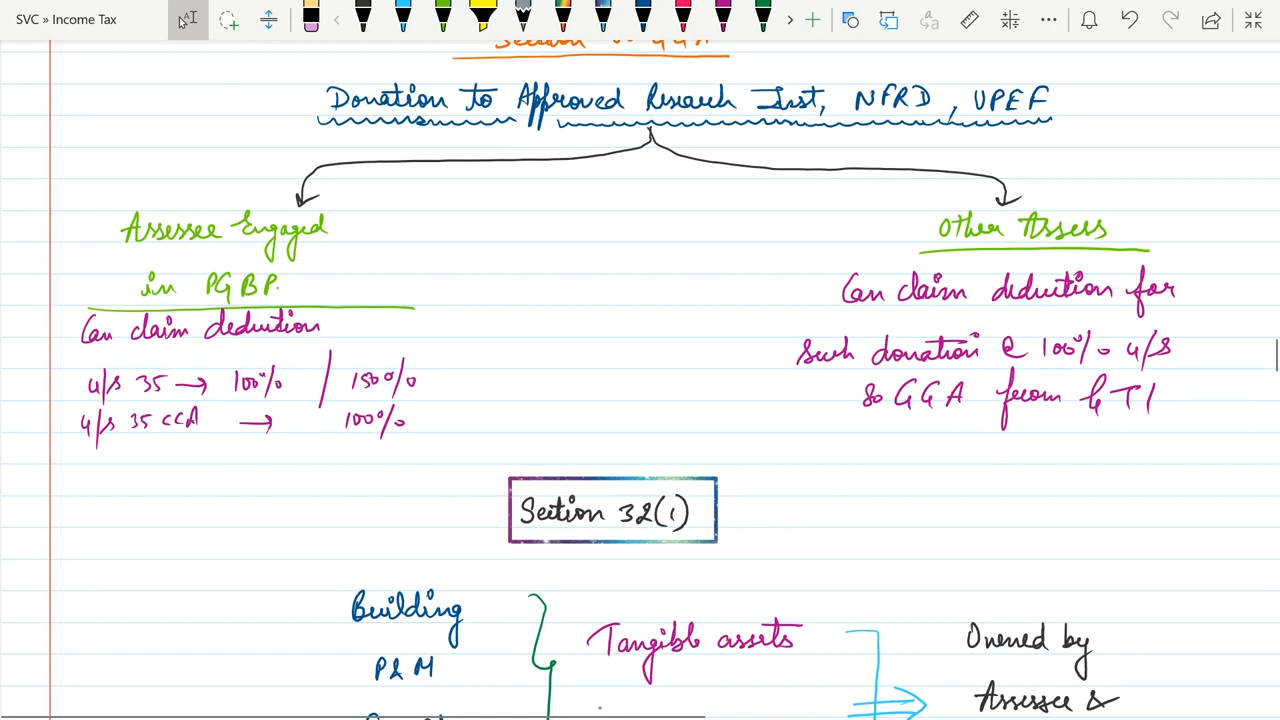 SVC » Income Tax
Donation to Approved Research Inst, NFRD, UPEF
Assessee Engaged
in PGBP.
Can claim deduction
u/s 35 → 100% / 150%
u/s 35 CCA → 100%
Other Assess
Can claim deduction for
such donation @ 100% u/s
80 GGA from GTI
Section 32(1)
Building
P&M
Tangible assets
Owned by
Assessee &